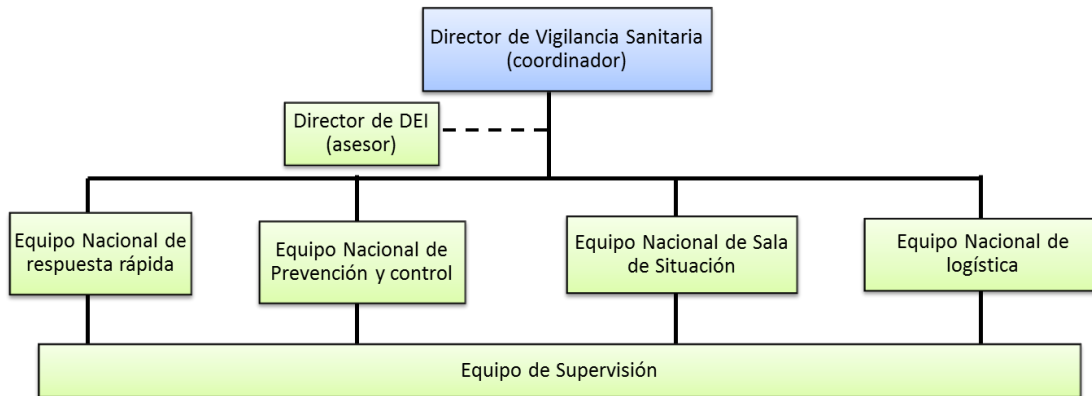 Director de Vigilancia Sanitaria
(coordinador)
Director de DEI
(asesor)
Equipo Nacional de
respuesta rápida
Equipo Nacional de
Prevención y control
Equipo Nacional de Sala
de Situación
Equipo Nacional de
logística
Equipo de Supervisión